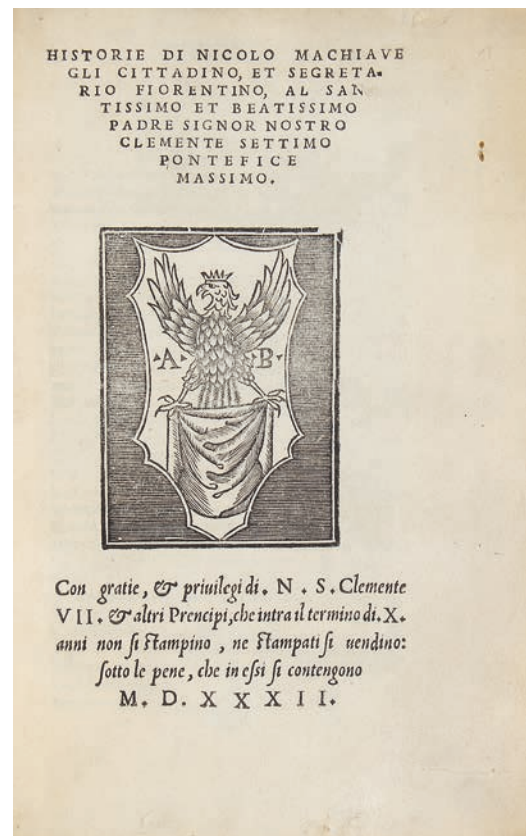 HISTORIE DI NICOLO MACHIAVE
GLI CITTADINO, ET SEGRETA.
RIO FIORENTINO, AL SAN
TISSIMO ET BEATISSIMO
PADRE SIGNOR NOSTRO
CLEMENTE SETTIMO
PONTEFICE
MASSIMO.
A B
Con gratie, & priuilegi di. N. S. Clemente
VII. & altri Prencipi, che intra il termino di. X.
anni non ſi ſtampino, ne ſtampati ſi uendino:
ſotto le pene, che in eſſi ſi contengono
M. D. X X X I I.